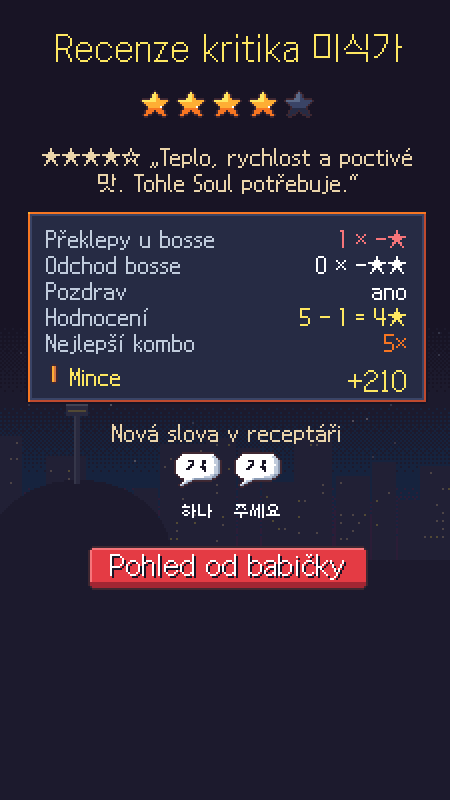 Recenze kritika 미식가
★★★★☆ „Teplo, rychlost a poctivé
맛. Tohle Soul potřebuje.“
Překlepy u bosse 1 × −★
Odchod bosse 0 × −★★
Pozdrav ano
Hodnocení 5 − 1 = 4★
Nejlepší kombo 5×
Mince +210
Nová slova v receptáři
가 가
하나 주세요
Pohled od babičky